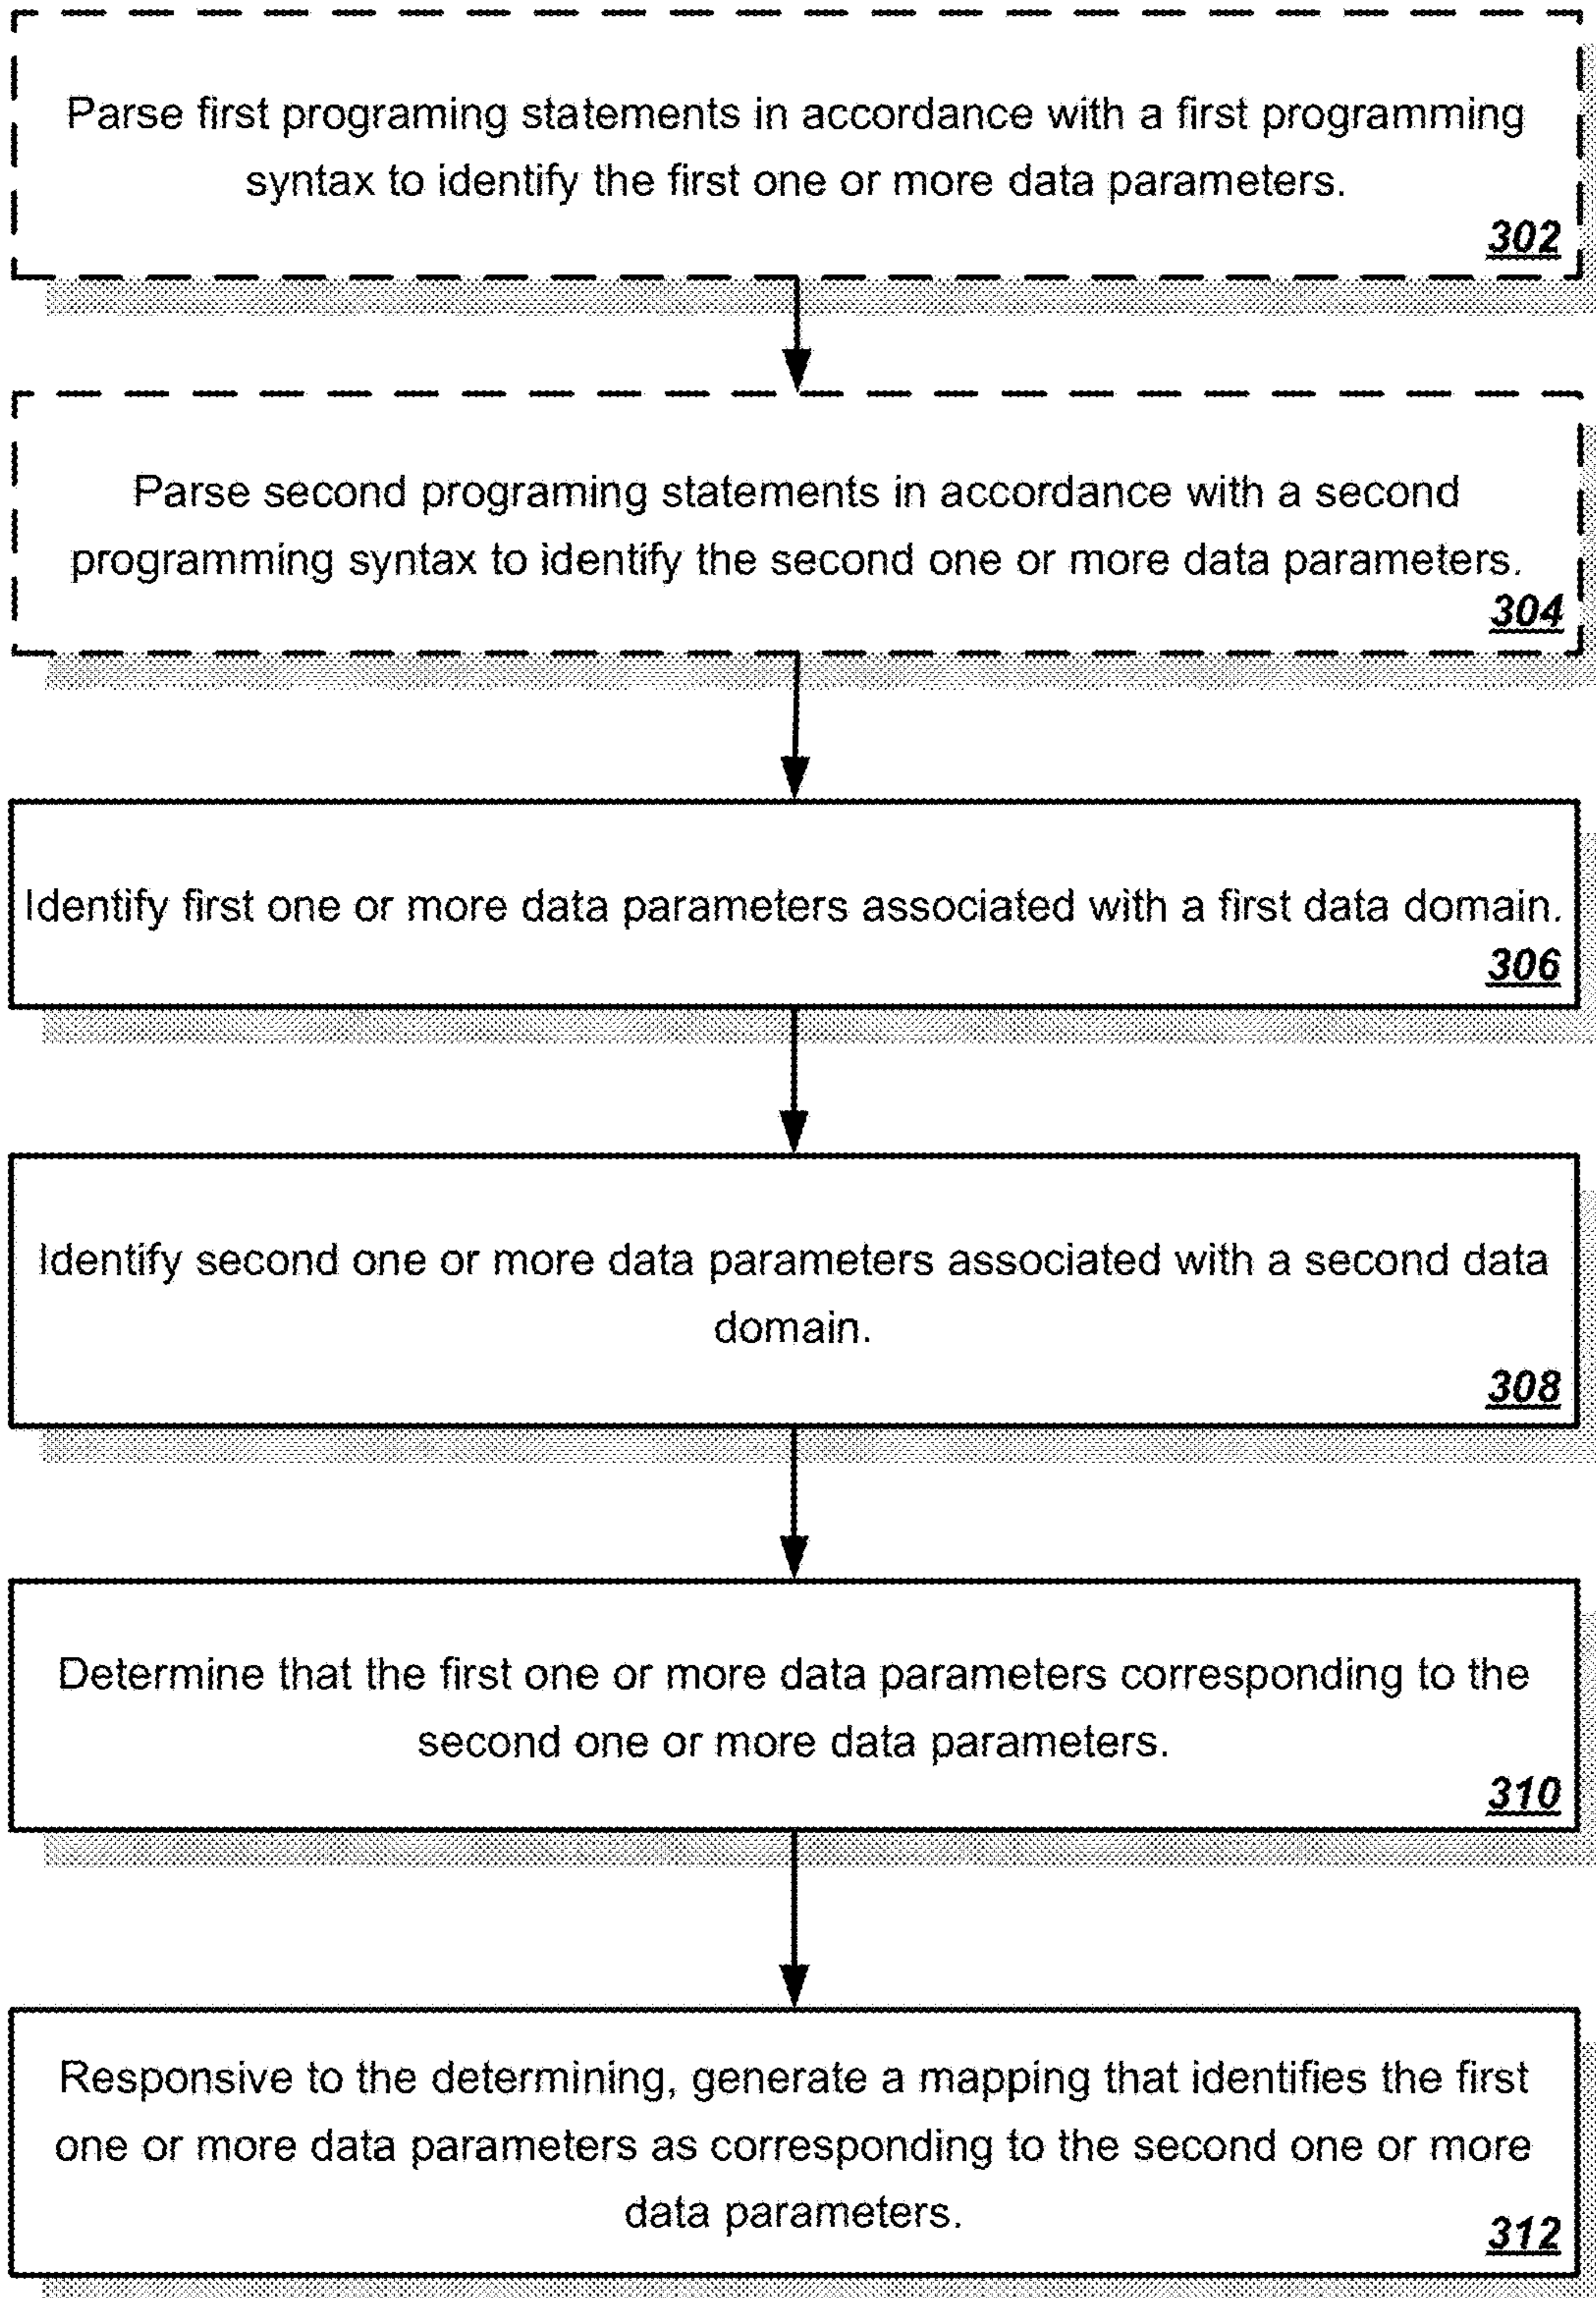 Parse first programing statements in accordance with a first programming
syntax to identify the first one or more data parameters.
302
Parse second programing statements in accordance with a second
programming syntax to identify the second one or more data parameters.
304
Identify first one or more data parameters associated with a first data domain.
306
Identify second one or more data parameters associated with a second data
domain.
308
Determine that the first one or more data parameters corresponding to the
second one or more data parameters.
310
Responsive to the determining, generate a mapping that identifies the first
one or more data parameters as corresponding to the second one or more
data parameters.
312